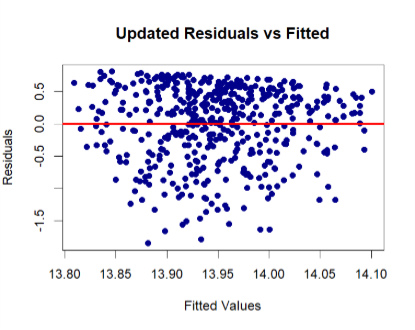 Updated Residuals vs Fitted
Residuals
0.5
0.0
-0.5
-1.5
13.80 13.85 13.90 13.95 14.00 14.05 14.10
Fitted Values